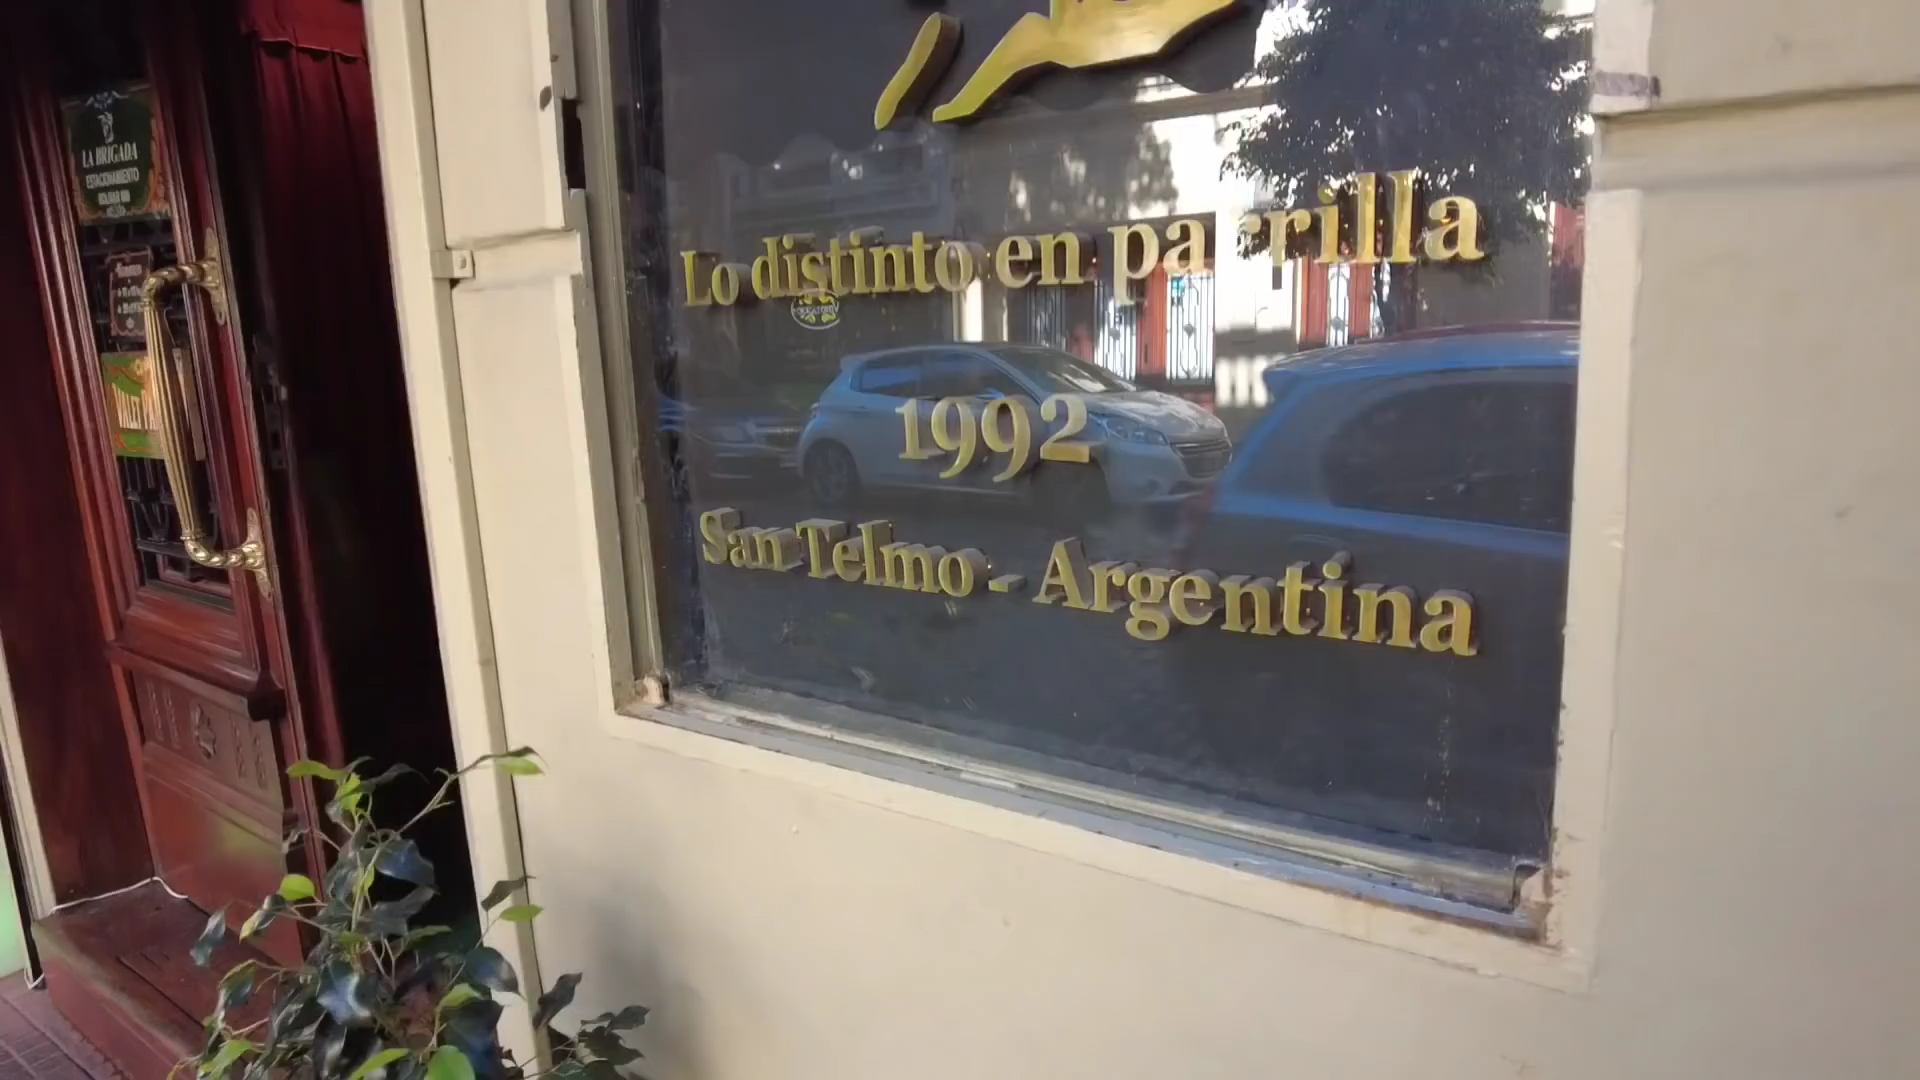 LA BRIGADA
ESTACIONAMIENTO
Lo distinto en parrilla
1992
San Telmo - Argentina